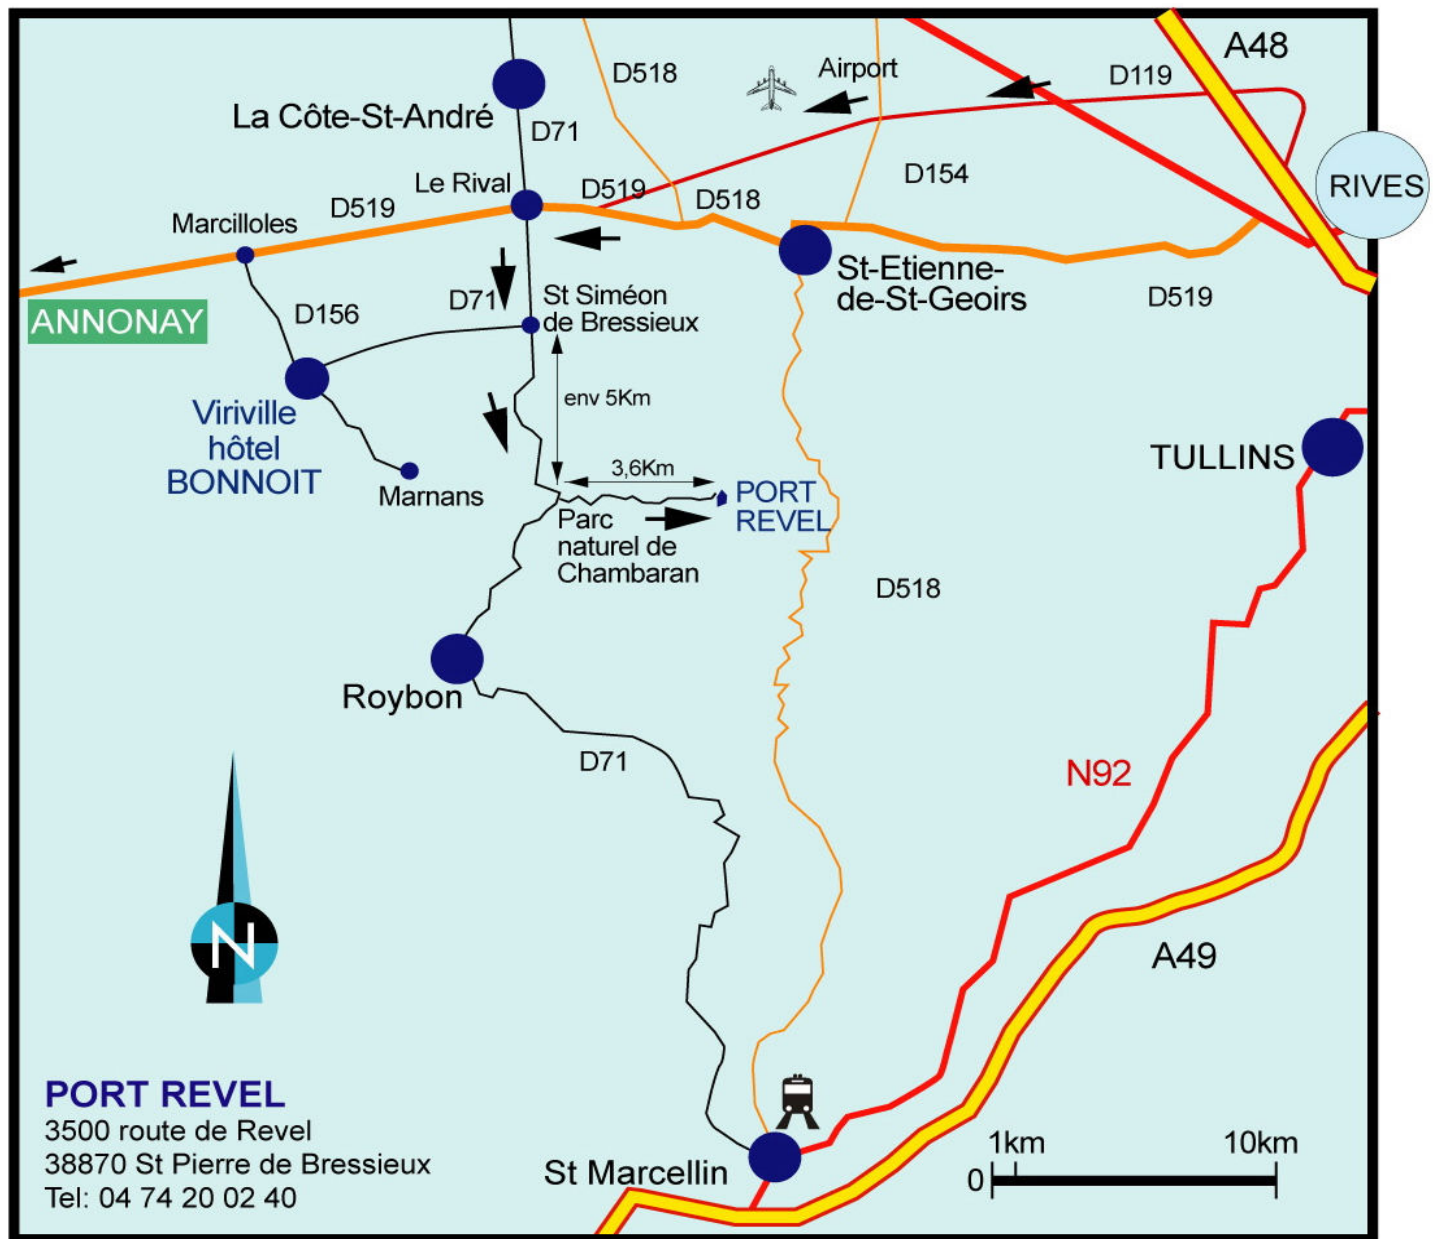 A48
D518
Airport
D119
La Côte-St-André
D71
D154
Le Rival
D519
D518
RIVES
Marcilloles
D519
St-Etienne-
de-St-Geoirs
D519
D71
St Siméon
de Bressieux
ANNONAY
D156
env 5Km
Viriville
hôtel
BONNOIT
TULLINS
3,6Km
Marnans
PORT
REVEL
Parc
naturel de
Chambaran
D518
Roybon
D71
N92
N
A49
PORT REVEL
3500 route de Revel
38870 St Pierre de Bressieux
Tel: 04 74 20 02 40
St Marcellin
1km
10km
0